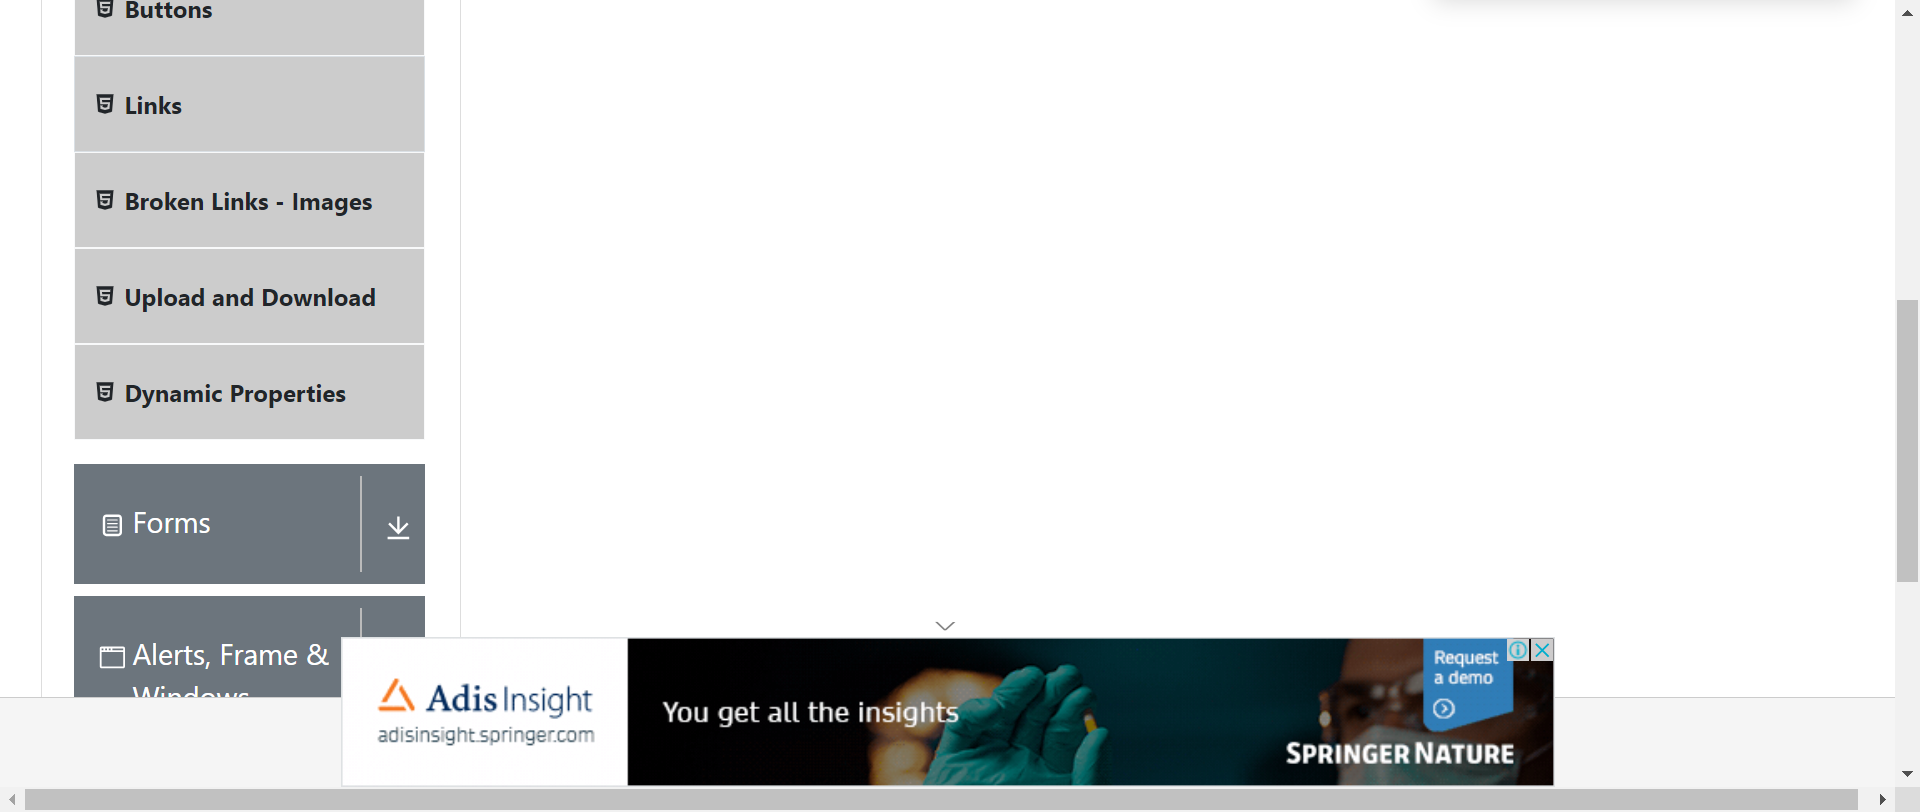 Buttons
Links
Broken Links - Images
Upload and Download
Dynamic Properties
Forms
Alerts, Frame &
Windows
Adis Insight
adisinsight.springer.com
You get all the insights
Request
a demo
SPRINGER NATURE